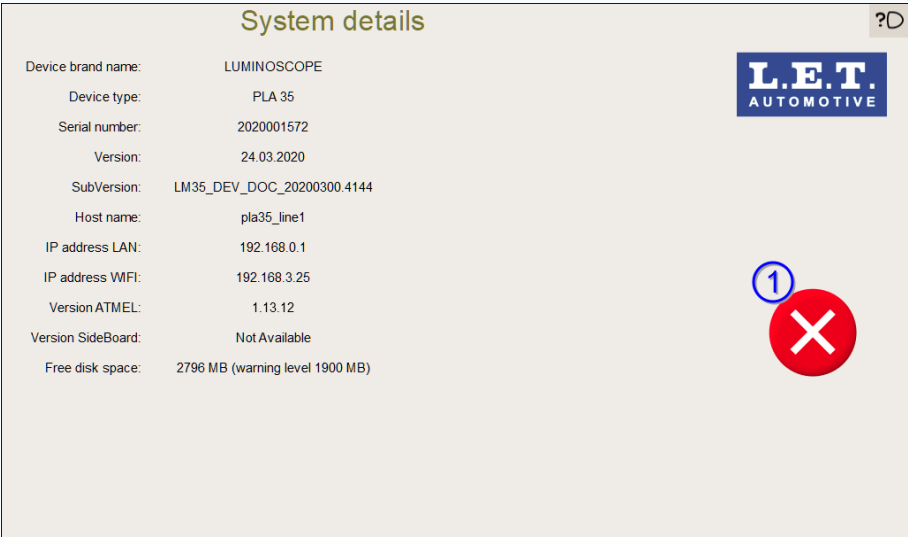 System details
?
Device brand name: LUMINOSCOPE
Device type: PLA 35
Serial number: 2020001572
Version: 24.03.2020
SubVersion: LM35_DEV_DOC_20200300.4144
Host name: pla35_line1
IP address LAN: 192.168.0.1
IP address WIFI: 192.168.3.25
Version ATMEL: 1.13.12
Version SideBoard: Not Available
Free disk space: 2796 MB (warning level 1900 MB)
L.E.T.
AUTOMOTIVE
1